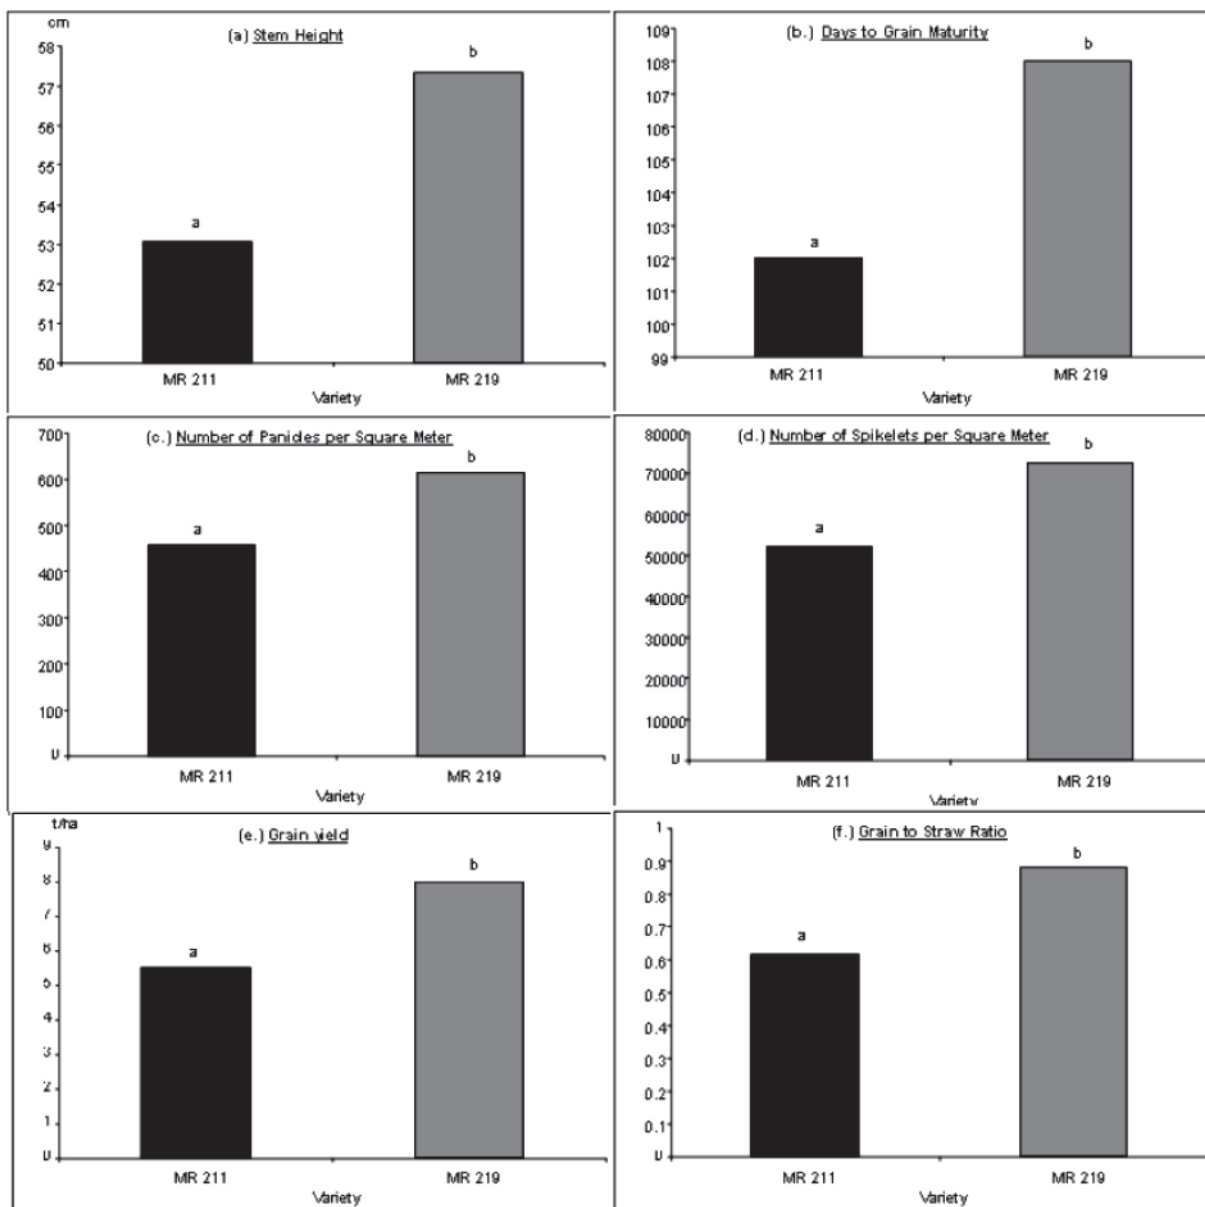 cm
(a) Stem Height
58
57
56
55
54
53
52
51
50
a
b
MR 211
MR 219
Variety
(b.) Days to Grain Maturity
109
108
107
106
105
104
103
102
101
100
99
a
b
MR 211
MR 219
Variety
(c.) Number of Panicles per Square Meter
700
600
500
400
300
200
100
0
a
b
MR 211
MR 219
Variety
(d.) Number of Spikelets per Square Meter
80000
70000
60000
50000
40000
30000
20000
10000
0
a
b
MR 211
MR 219
Variety
t/ha
(e.) Grain yield
9
8
7
6
5
4
3
2
1
0
a
b
MR 211
MR 219
Variety
(f.) Grain to Straw Ratio
1
0.9
0.8
0.7
0.6
0.5
0.4
0.3
0.2
0.1
0
a
b
MR 211
MR 219
Variety